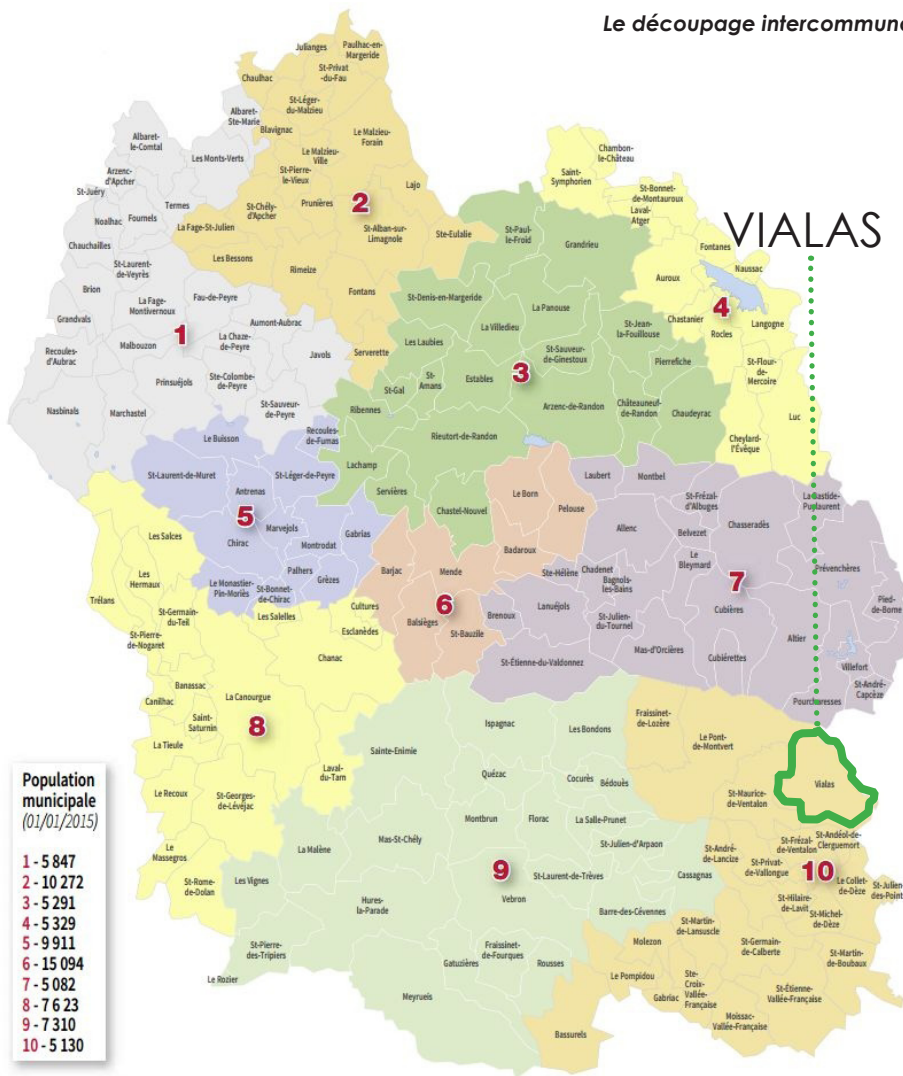 Le découpage intercommuna
Julianges
Paulhac-en-
Margeride
St-Privat
-du-Fau
Chaulhac
St-Léger
-du-Malzieu
Albaret-
Ste-Marie
Blavignac
Le Malzieu-
Forain
Albaret-
le-Comtal
Les Monts-Verts
Le Malzieu-
Ville
St-Pierre
-le-Vieux
Arzenc-
d'Apcher
St-Juéry
Termes
Noalhac
Fournels
St-Chély-
d'Apcher
Prunières
2
Lajo
La Fage-St-Julien
St-Alban-sur-
Limagnole
Ste-Eulalie
Chauchailles
Les Bessons
Rimeize
St-Laurent-
de-Veyrès
Brion
Fontans
La Fage-
Montivernoux
Fau-de-Peyre
Grandvals
1
Aumont-Aubrac
Malbouzon
La Chaze-
de-Peyre
Javols
Serverette
Recoules-
d'Aubrac
Prinsuéjols
Ste-Colombe-
de-Peyre
Nasbinals
Marchastel
St-Sauveur-
de-Peyre
Chambon-
le-Château
Saint-
Symphorien
St-Bonnet-
de-Montauroux
Laval-
Atger
VIALAS
Fontanes
Naussac
Auroux
4
Chastanier
Langogne
Rocles
St-Flour-
de-
Mercoire
Luc
Cheylard-
l'Évêque
St-Paul-
le-Froid
Grandrieu
St-Denis-en-Margeride
La Panouse
La Villedieu
St-Jean-
la-Fouillouse
Les Laubies
St-Sauveur-
de-Ginestoux
Pierrefiche
St-
Amans
Estables
3
St-Gal
Ribennes
Arzenc-de-Randon
Châteauneuf-
de-Randon
Chaudeyrac
Rieutort-de-Randon
Lachamp
Servières
Chastel-Nouvel
Le Buisson
Recoules-
de-Fumas
St-Laurent-de-Muret
St-Léger-de-Peyre
Antrenas
5
Marvejols
Gabrias
Chirac
Montrodat
Palhers
Le Monastier-
Pin-Moriès
Grèzes
St-Bonnet-
de-Chirac
Le Born
Pelouse
Badaroux
Barjac
Mende
6
Balsièges
St-Bauzile
Laubert
Montbel
St-Frézal-
d'Albuges
La Bastide-
Puylaurent
Chasseradès
Allenc
Belvezet
Le
Bleymard
7
Prévenchères
Ste-Hélène
Chadenet
Bagnols-
les-Bains
Pied-
de-Borne
Brenoux
Lanuéjols
St-Julien-
du-Tournel
Cubières
Altier
Mas-d'Orcières
Cubiérettes
Villefort
St-André-
Capcèze
St-Étienne-du-Valdonnez
Pourcharesses
Les Salces
Les
Hermaux
Trélans
St-Germain-
du-Teil
Les Salelles
Cultures
Esclanèdes
St-Pierre-
de-Nogaret
Chanac
Banassac
Canilhac
La Canourgue
Saint-
Saturnin
8
La Tieule
Laval-
du-Tarn
Le Recoux
St-Georges-
de-Lévéjac
Le
Massegros
St-Rome-
de-Dolan
Ispagnac
Les Bondons
Sainte-Enimie
Quézac
Cocurès
Bédouès
Montbrun
Florac
La Salle-Prunet
Mas-St-Chély
La Malène
St-Julien-d'Arpaon
9
Les Vignes
St-Laurent-de-Trèves
Cassagnas
Hures-
la-Parade
Vebron
Barre-des-Cévennes
St-Pierre-
des-Tripiers
Fraissinet-
de-Fourques
Le Rozier
Gatuzières
Rousses
Meyrueis
Fraissinet-
de-Lozère
Le Pont-
de-Montvert
Vialas
St-Maurice-
de-Ventalon
St-Frézal-
de-Ventalon
St-Andéol-de-
Clerguemort
St-André-
de-Lancize
St-Privat-
de-Vallongue
10
Le Collet-
de-Dèze
St-Julien-
des-Points
St-Hilaire-
de-Lavit
St-Michel-
de-Dèze
St-Martin-
de-Lansuscle
Molezon
St-Germain-
de-Calberte
St-Martin-
de-Boubaux
Le Pompidou
Gabriac
Ste-
Croix-
Vallée-
Française
St-Étienne-
Vallée-Française
Moissac-
Vallée-Française
Bassurels
Population
municipale
(01/01/2015)
1 - 5 847
2 - 10 272
3 - 5 291
4 - 5 329
5 - 9 911
6 - 15 094
7 - 5 082
8 - 7 623
9 - 7 310
10 - 5 130